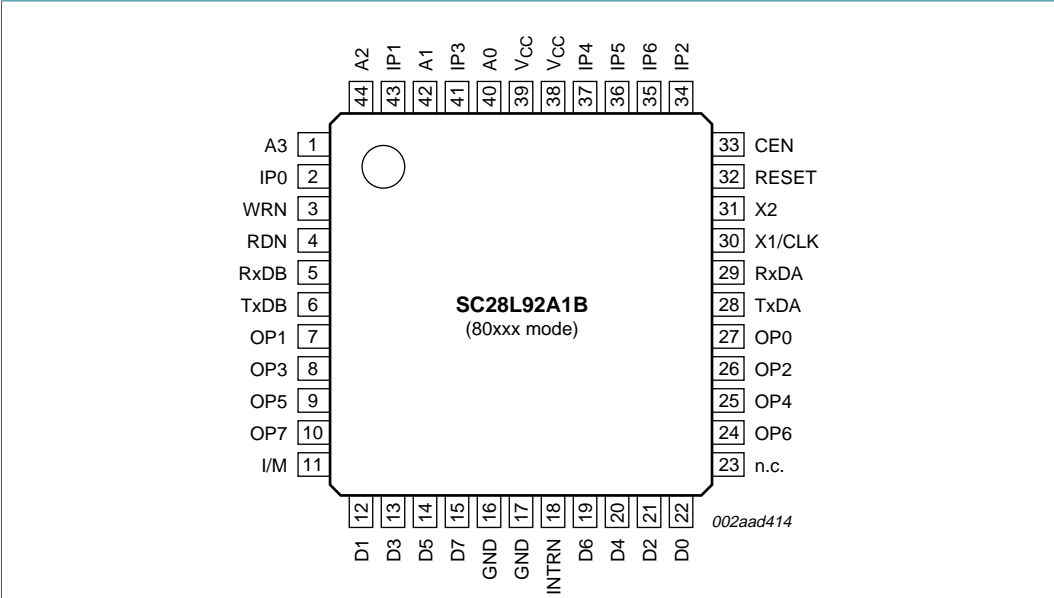 A2 IP1 A1 IP3 A0 VCC VCC IP4 IP5 IP6 IP2
44 43 42 41 40 39 38 37 36 35 34
A3 1 33 CEN
IP0 2 32 RESET
WRN 3 31 X2
RDN 4 30 X1/CLK
RxDB 5 29 RxDA
TxDB 6 SC28L92A1B 28 TxDA
(80xxx mode)
OP1 7 27 OP0
OP3 8 26 OP2
OP5 9 25 OP4
OP7 10 24 OP6
I/M 11 23 n.c.
12 13 14 15 16 17 18 19 20 21 22
D1 D3 D5 D7 GND GND INTRN D6 D4 D2 D0
002aad414